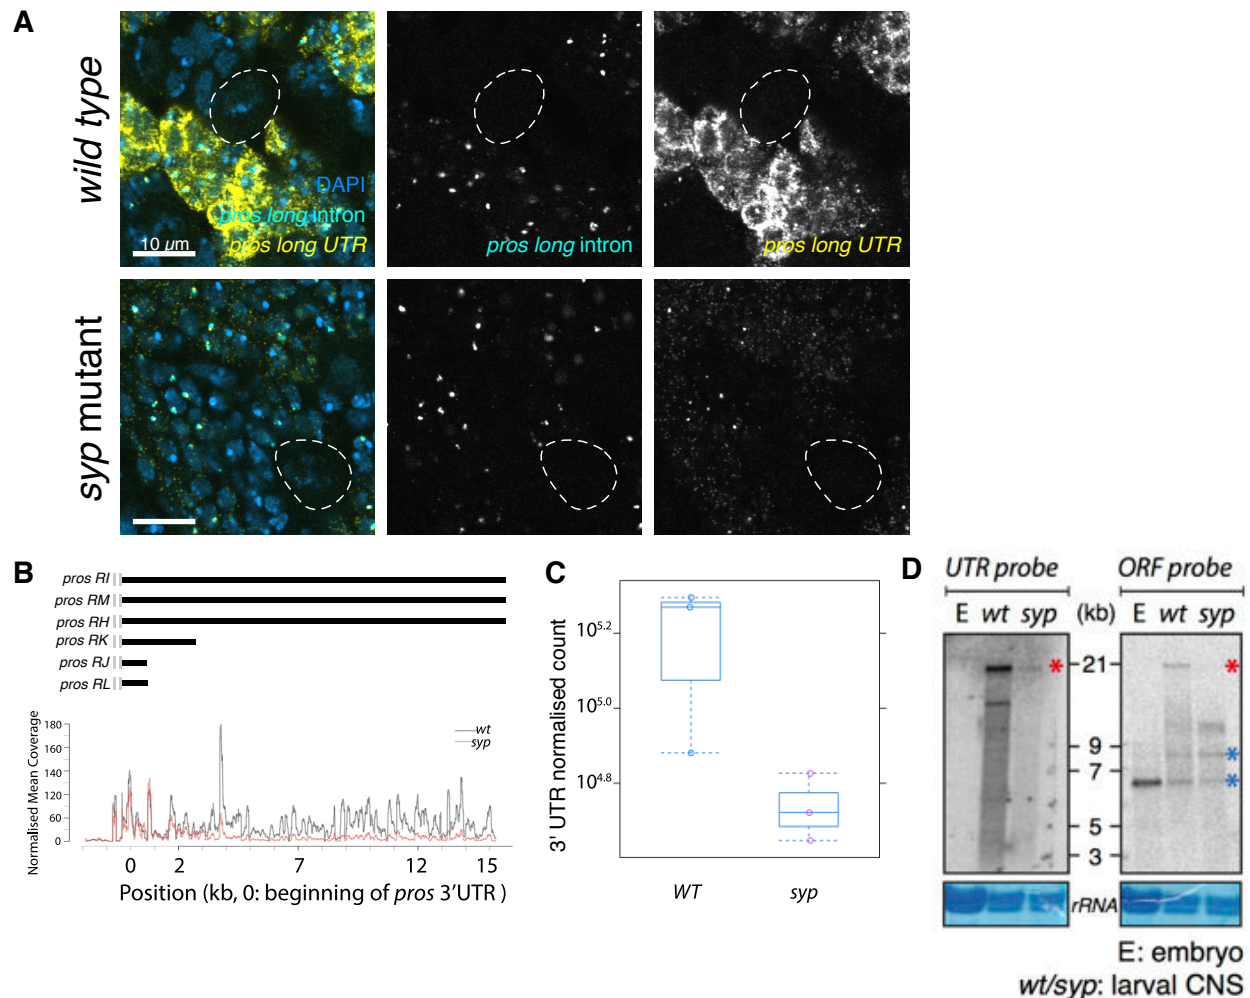 A
wild type
DAPI
pros long intron
pros long UTR
10 µm
pros long intron
pros long UTR
syp mutant
B
pros RI
pros RM
pros RH
pros RK
pros RJ
pros RL
Normalised Mean Coverage
180
140
140
120
60
60
0
wt
syp
0 2 7 12 15
Position (kb, 0: beginning of pros 3'UTR )
C
3' UTR normalised count
10^5.2
10^5.0
10^4.8
WT syp
D
UTR probe ORF probe
E wt syp (kb) E wt syp
* 21 *
9 *
7 *
5
3
rRNA
E: embryo
wt/syp: larval CNS